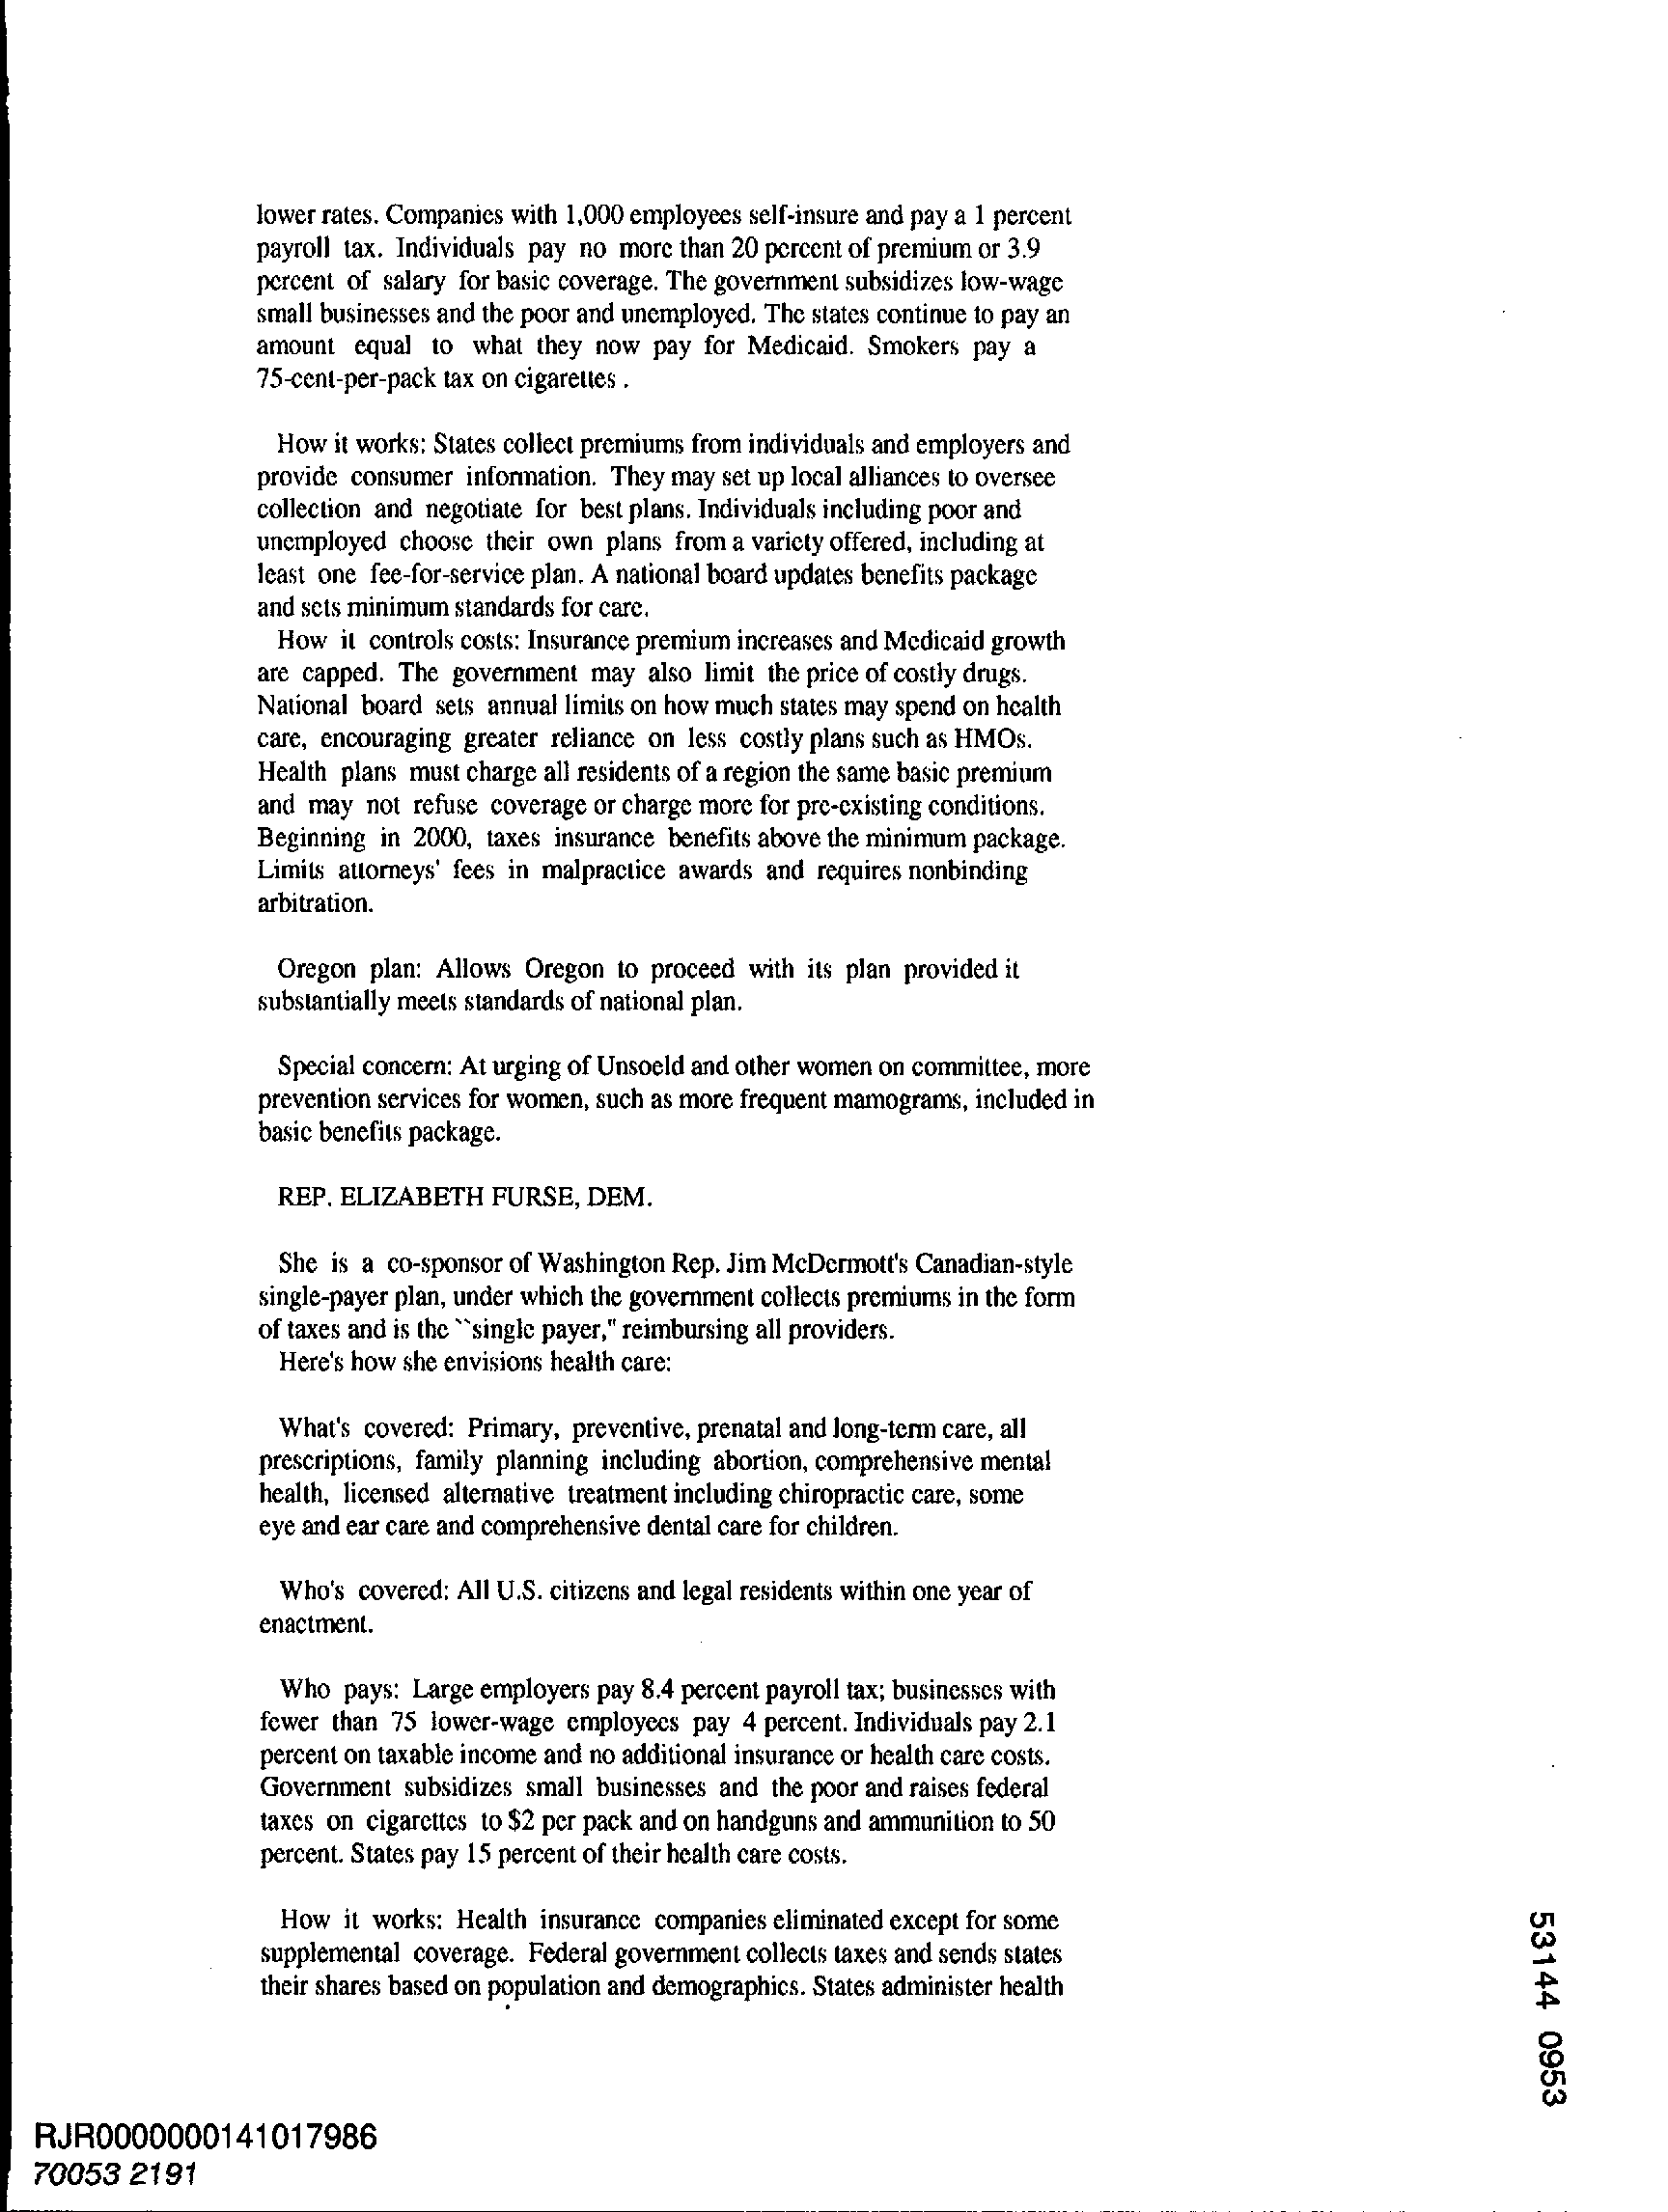 lower rates. Companies with 1,000 employees self-insure and pay a 1 percent
payroll tax. Individuals pay no more than 20 percent of premium or 3.9
percent of salary for basic coverage. The government subsidizes low-wage
small businesses and the poor and unemployed. The states continue to pay an
amount equal to what they now pay for Medicaid. Smokers pay a
75-cent-per-pack tax on cigarettes .
How it works: States collect premiums from individuals and employers and
provide consumer information. They may set up local alliances to oversee
collection and negotiate for best plans. Individuals including poor and
unemployed choose their own plans from a variety offered, including at
least one fee-for-service plan. A national board updates benefits package
and sets minimum standards for care.
How it controls costs: Insurance premium increases and Medicaid growth
are capped. The government may also limit the price of costly drugs.
National board sets annual limits on how much states may spend on health
care, encouraging greater reliance on less costly plans such as HMOs.
Health plans must charge all residents of a region the same basic premium
and may not refuse coverage or charge more for pre-existing conditions.
Beginning in 2000, taxes insurance benefits above the minimum package.
Limits attorneys' fees in malpractice awards and requires nonbinding
arbitration.
Oregon plan: Allows Oregon to proceed with its plan provided it
substantially meets standards of national plan.
Special concern: At urging of Unsoeld and other women on committee, more
prevention services for women, such as more frequent mamograms, included in
basic benefits package.
REP. ELIZABETH FURSE, DEM.
She is a co-sponsor of Washington Rep. Jim McDermott's Canadian-style
single-payer plan, under which the government collects premiums in the form
of taxes and is the ``single payer," reimbursing all providers.
Here's how she envisions health care:
What's covered: Primary, preventive, prenatal and long-term care, all
prescriptions, family planning including abortion, comprehensive mental
health, licensed alternative treatment including chiropractic care, some
eye and ear care and comprehensive dental care for children.
Who's covered: All U.S. citizens and legal residents within one year of
enactment.
Who pays: Large employers pay 8.4 percent payroll tax; businesses with
fewer than 75 lower-wage employees pay 4 percent. Individuals pay 2.1
percent on taxable income and no additional insurance or health care costs.
Government subsidizes small businesses and the poor and raises federal
taxes on cigarettes to $2 per pack and on handguns and ammunition to 50
percent. States pay 15 percent of their health care costs.
How it works: Health insurance companies eliminated except for some
supplemental coverage. Federal government collects taxes and sends states
their shares based on population and demographics. States administer health
53144 0953
RJR0000000141017986
70053 2191